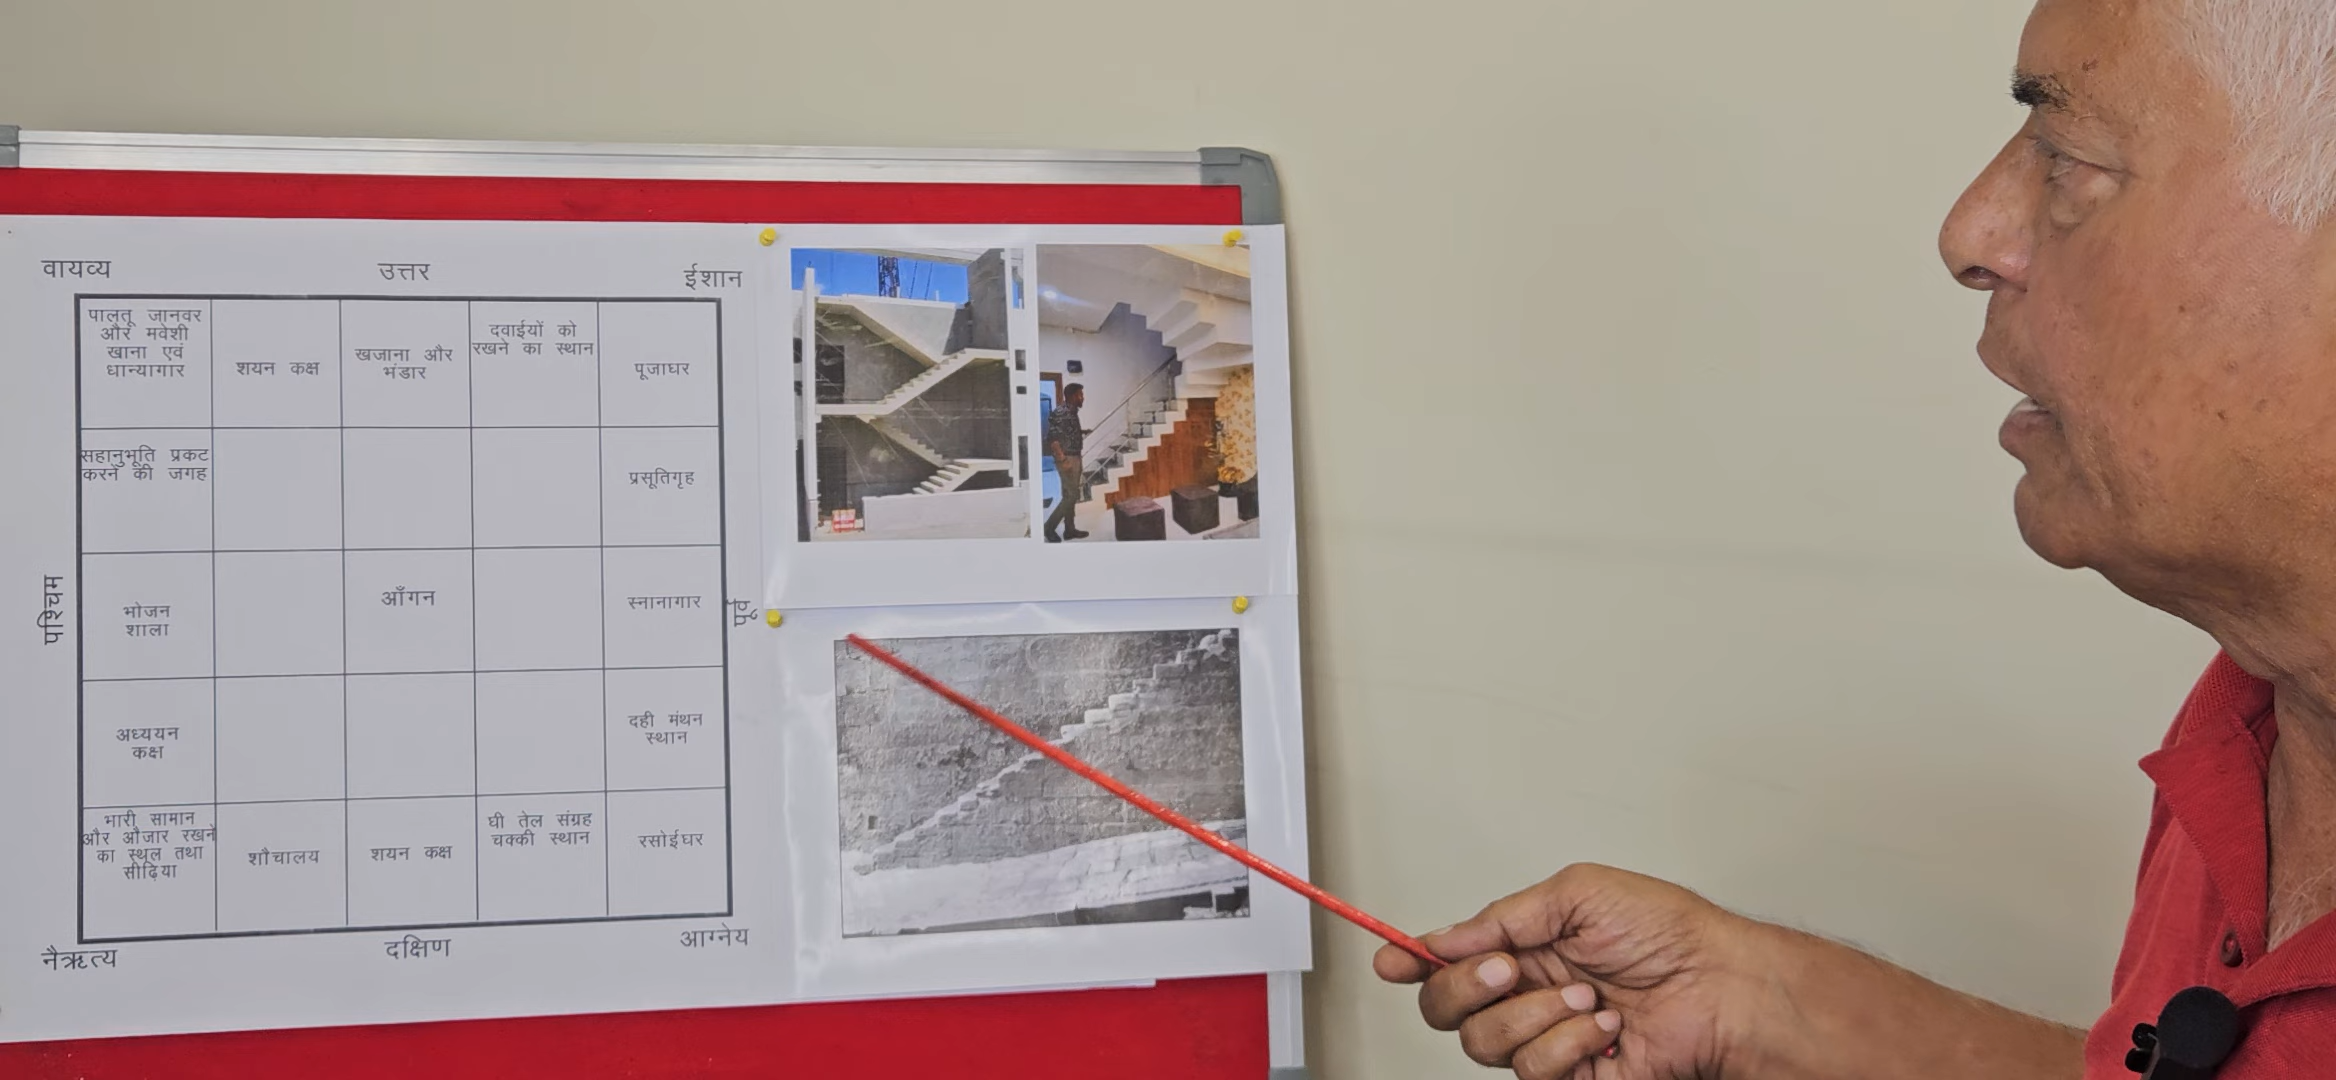 वायव्य उत्तर ईशान
पालतू जानवर
और मवेशी
खाना एवं
धान्यागार
शयन कक्ष
खजाना और
भंडार
दवाईयों को
रखने का स्थान
पूजाघर
सहानुभूति प्रकट
करने की जगह
प्रसूतिगृह
पश्चिम
भोजन
शाला
आँगन
स्नानागार
पूर्व
अध्ययन
कक्ष
दही मंथन
स्थान
भारी सामान
और औजार रखने
का स्थल तथा
सीढ़िया
शौचालय
शयन कक्ष
घी तेल संग्रह
चक्की स्थान
रसोईघर
नैऋत्य दक्षिण आग्नेय